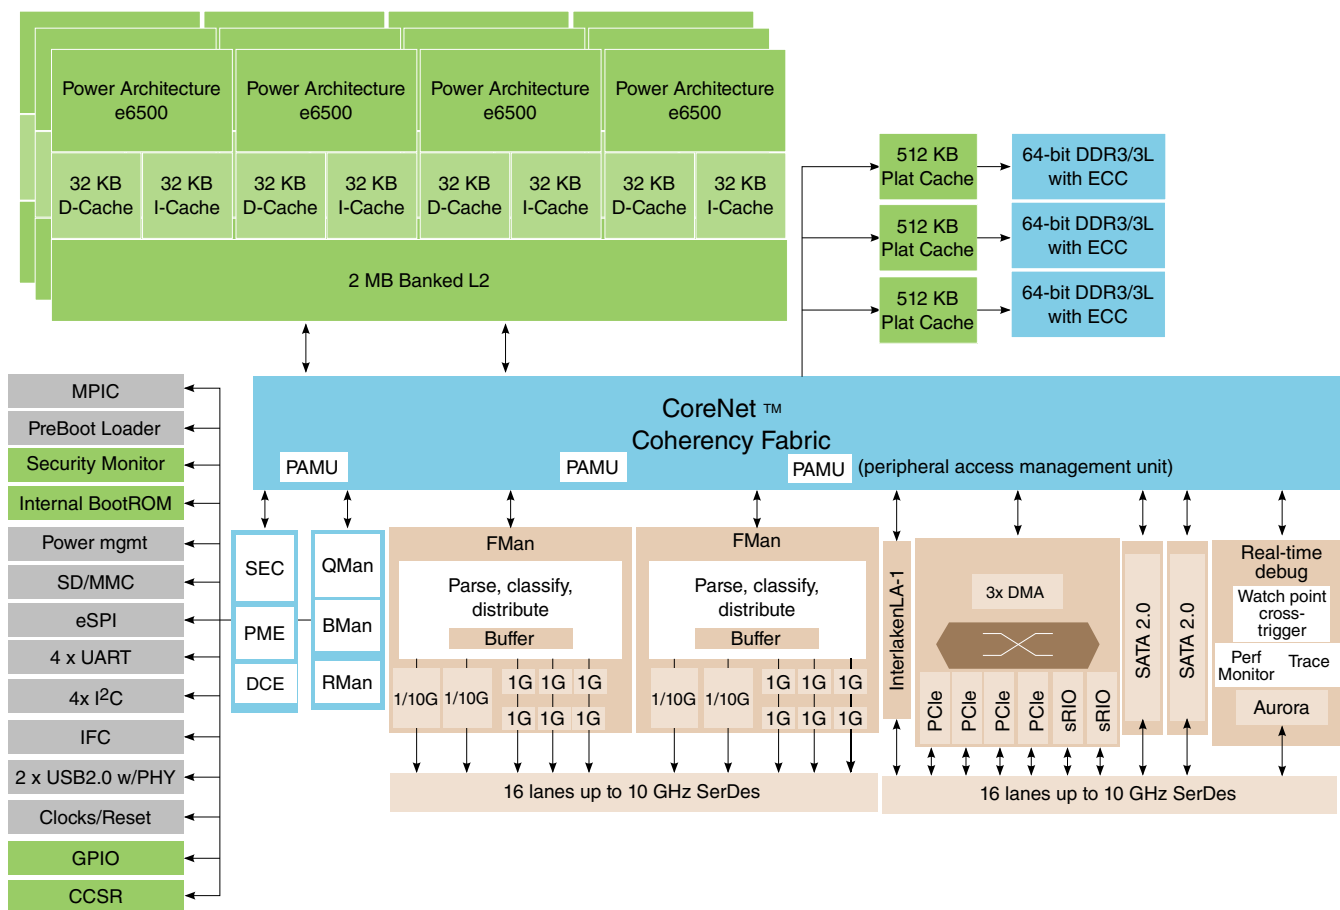 Power Architecture
e6500
Power Architecture
e6500
Power Architecture
e6500
Power Architecture
e6500
32 KB
D-Cache
32 KB
I-Cache
32 KB
D-Cache
32 KB
I-Cache
32 KB
D-Cache
32 KB
I-Cache
32 KB
D-Cache
32 KB
I-Cache
2 MB Banked L2
512 KB
Plat Cache
64-bit DDR3/3L
with ECC
512 KB
Plat Cache
64-bit DDR3/3L
with ECC
512 KB
Plat Cache
64-bit DDR3/3L
with ECC
MPIC
PreBoot Loader
Security Monitor
Internal BootROM
Power mgmt
SD/MMC
eSPI
4 x UART
4x I²C
IFC
2 x USB2.0 w/PHY
Clocks/Reset
GPIO
CCSR
CoreNet ™
Coherency Fabric
PAMU
PAMU
PAMU (peripheral access management unit)
SEC
PME
DCE
QMan
BMan
RMan
FMan
Parse, classify,
distribute
Buffer
1/10G
1/10G
1G 1G 1G
1G 1G 1G
FMan
Parse, classify,
distribute
Buffer
1/10G
1/10G
1G 1G 1G
1G 1G 1G
16 lanes up to 10 GHz SerDes
InterlakenLA-1
3x DMA
PCIe
PCIe
PCIe
PCIe
sRIO
sRIO
SATA 2.0
SATA 2.0
Real-time
debug
Watch point
cross-
trigger
Perf
Monitor
Trace
Aurora
16 lanes up to 10 GHz SerDes